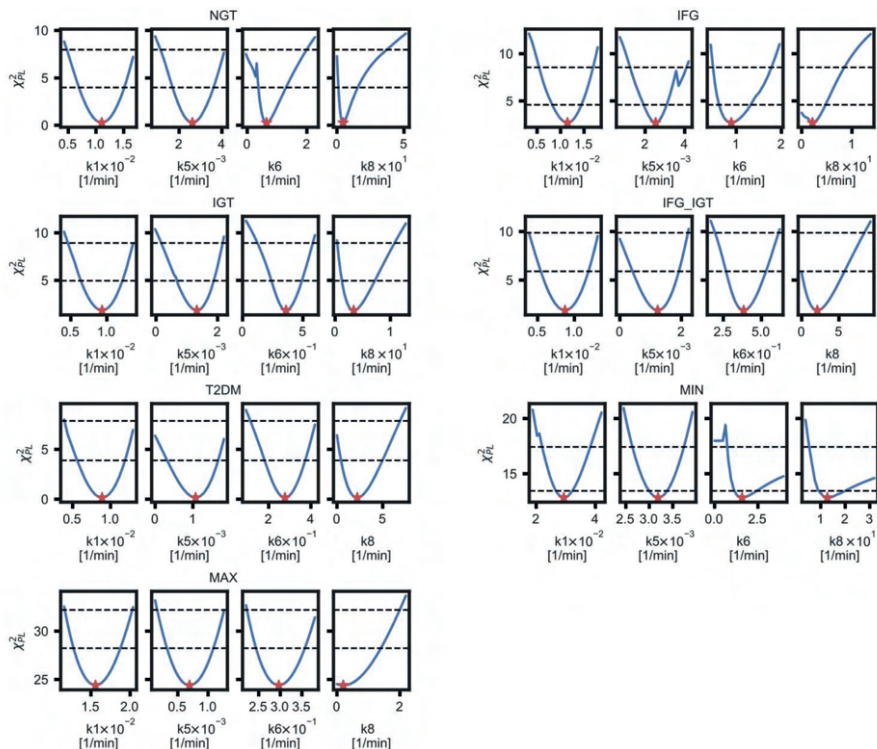 NGT
10
5
0
χ²PL
0.5 1.0 1.5
k1×10⁻²
[1/min]
2 4
k5×10⁻³
[1/min]
0 2
k6
[1/min]
0 5
k8×10¹
[1/min]
IFG
10
5
χ²PL
1
k1×10⁻²
[1/min]
2 4
k5×10⁻³
[1/min]
1 2
k6
[1/min]
0 1
k8×10¹
[1/min]
IGT
10
5
χ²PL
0.5 1.0
k1×10⁻²
[1/min]
0 2
k5×10⁻³
[1/min]
0 5
k6×10⁻¹
[1/min]
0 1
k8×10¹
[1/min]
IFG_IGT
10
5
χ²PL
0.5 1.0
k1×10⁻²
[1/min]
0 2
k5×10⁻³
[1/min]
2.5 5.0
k6×10⁻¹
[1/min]
0 5
k8
[1/min]
T2DM
5
0
χ²PL
0.5 1.0
k1×10⁻²
[1/min]
0 1
k5×10⁻³
[1/min]
2 4
k6×10⁻¹
[1/min]
0 5
k8
[1/min]
MIN
20
15
χ²PL
2 4
k1×10⁻²
[1/min]
2.5 3.0 3.5
k5×10⁻³
[1/min]
0.0 2.5
k6
[1/min]
1 2 3
k8×10¹
[1/min]
MAX
30
25
χ²PL
1.5 2.0
k1×10⁻²
[1/min]
0 1
k5×10⁻³
[1/min]
2.5 3.0 3.5
k6×10⁻¹
[1/min]
0 2
k8
[1/min]